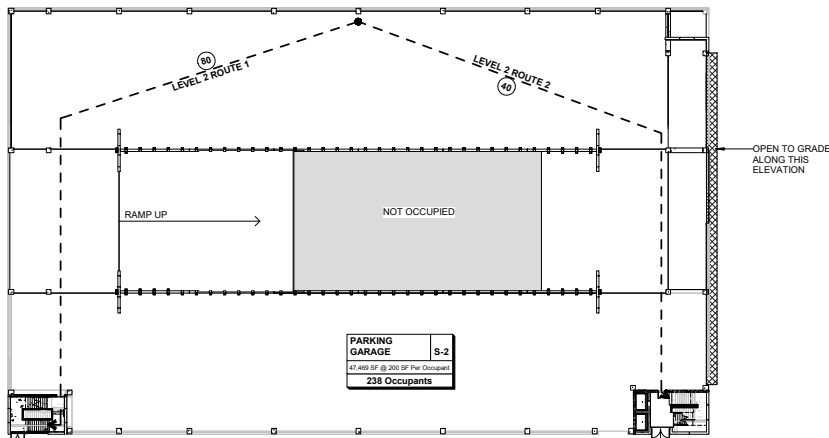 80
LEVEL 2 ROUTE 1
LEVEL 2 ROUTE 2
40
OPEN TO GRADE
ALONG THIS
ELEVATION
RAMP UP
NOT OCCUPIED
PARKING
GARAGE S-2
47,469 SF @ 200 SF Per Occupant
238 Occupants